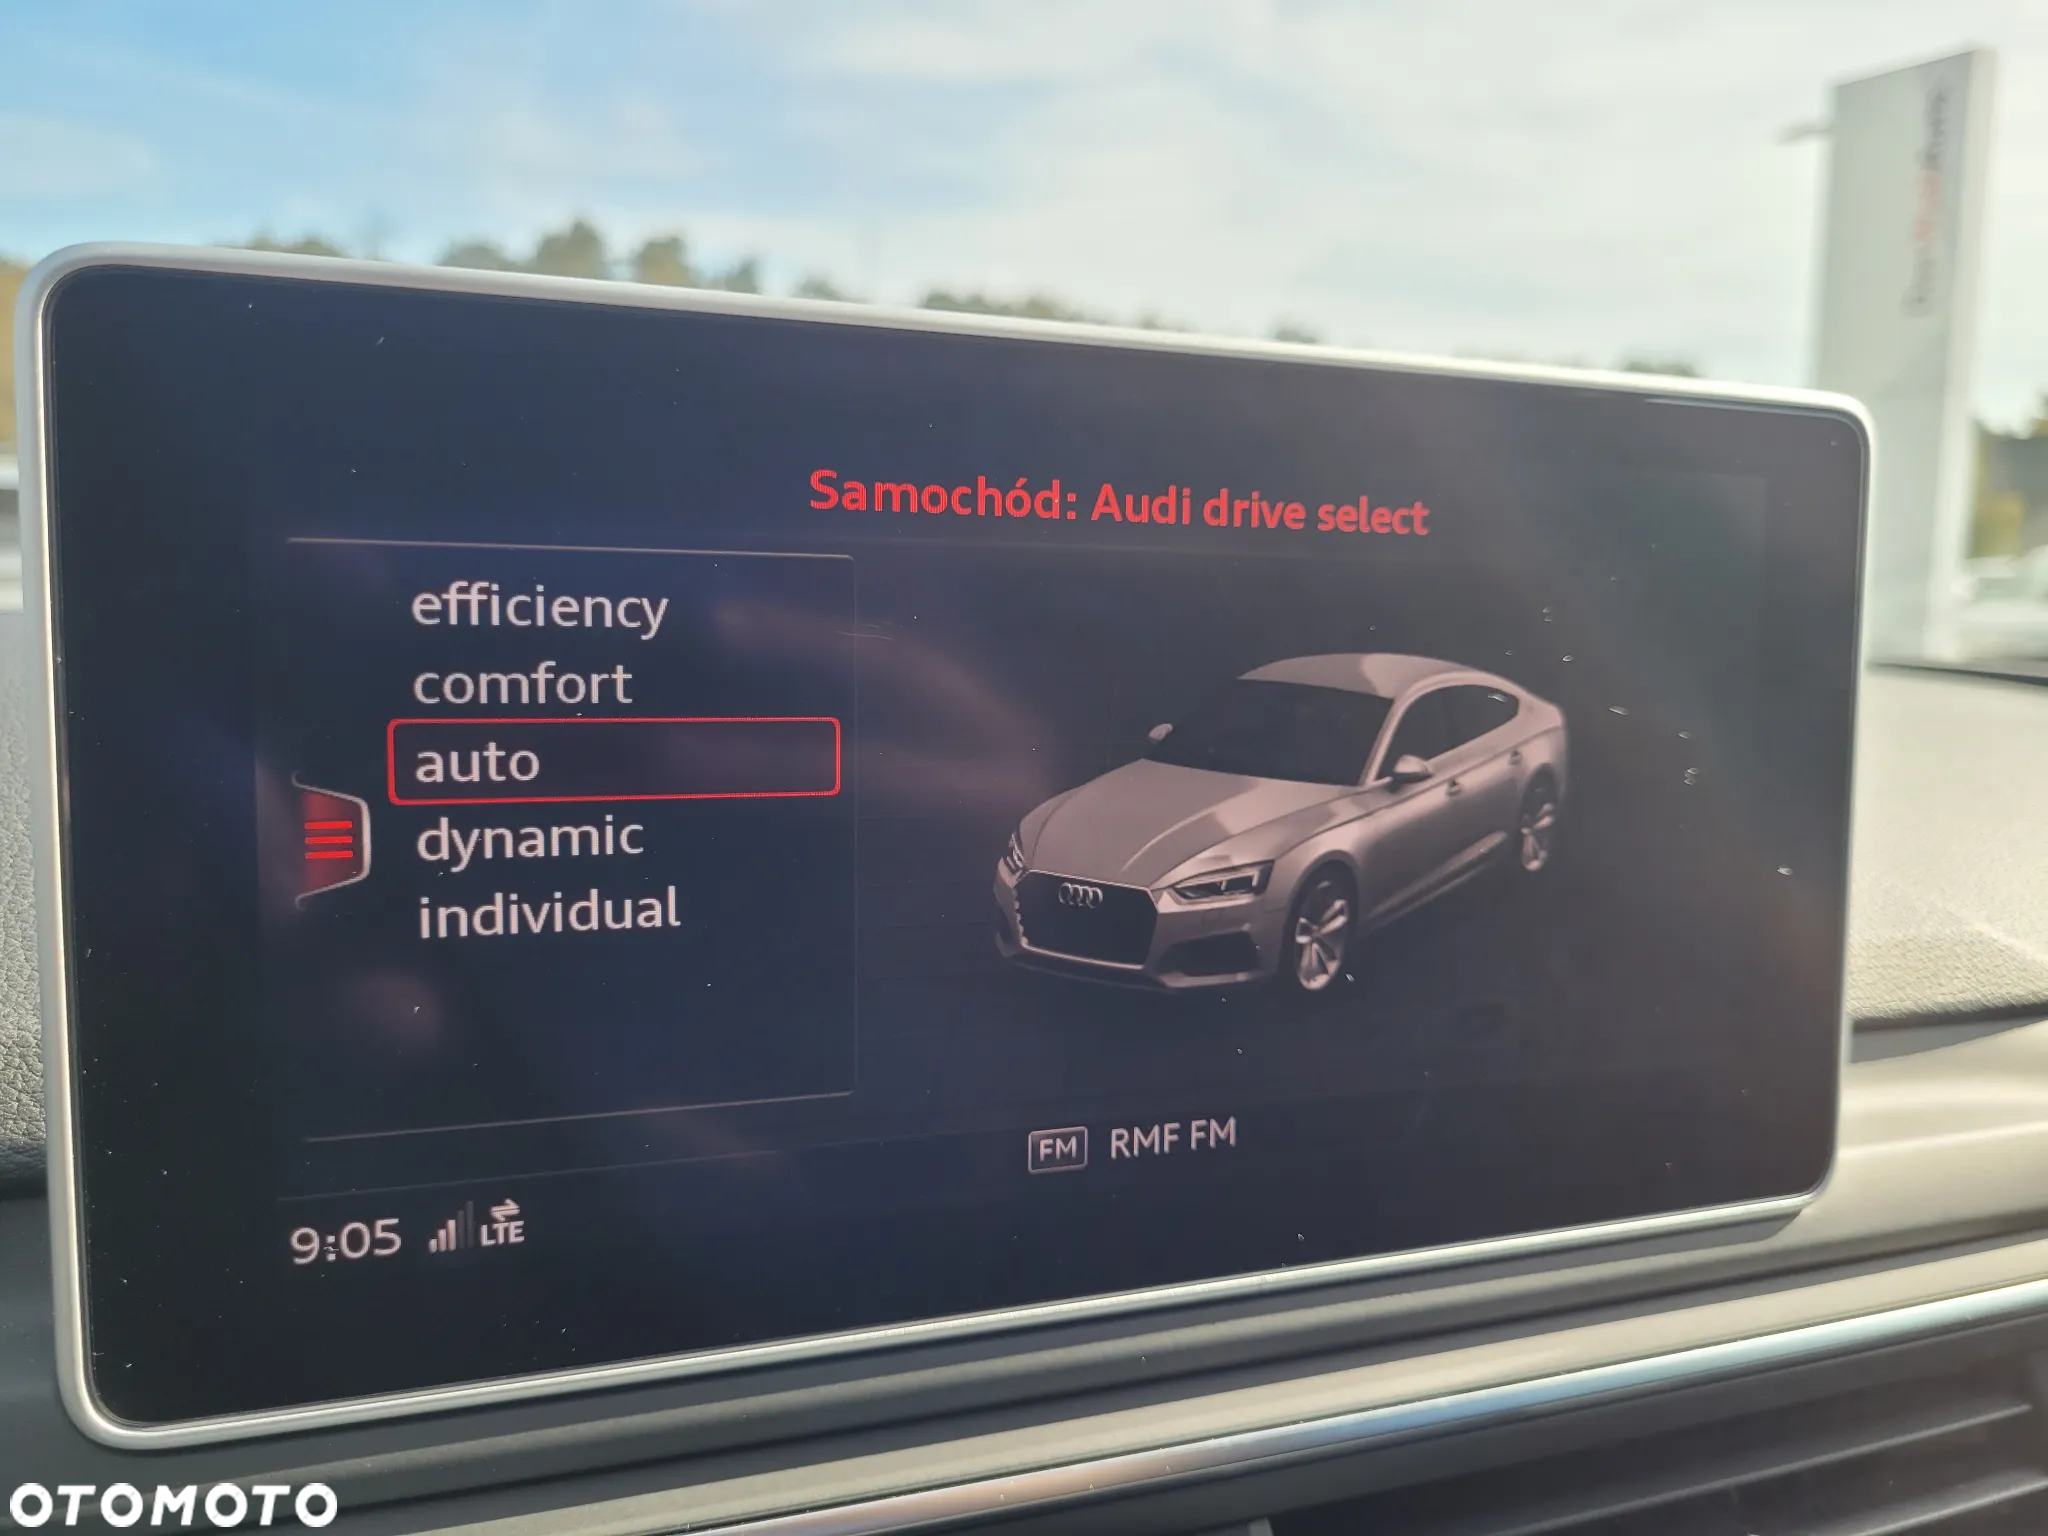 Samochód: Audi drive select
efficiency
comfort
auto
dynamic
individual
FM RMF FM
9:05 LTE
OTOMOTO